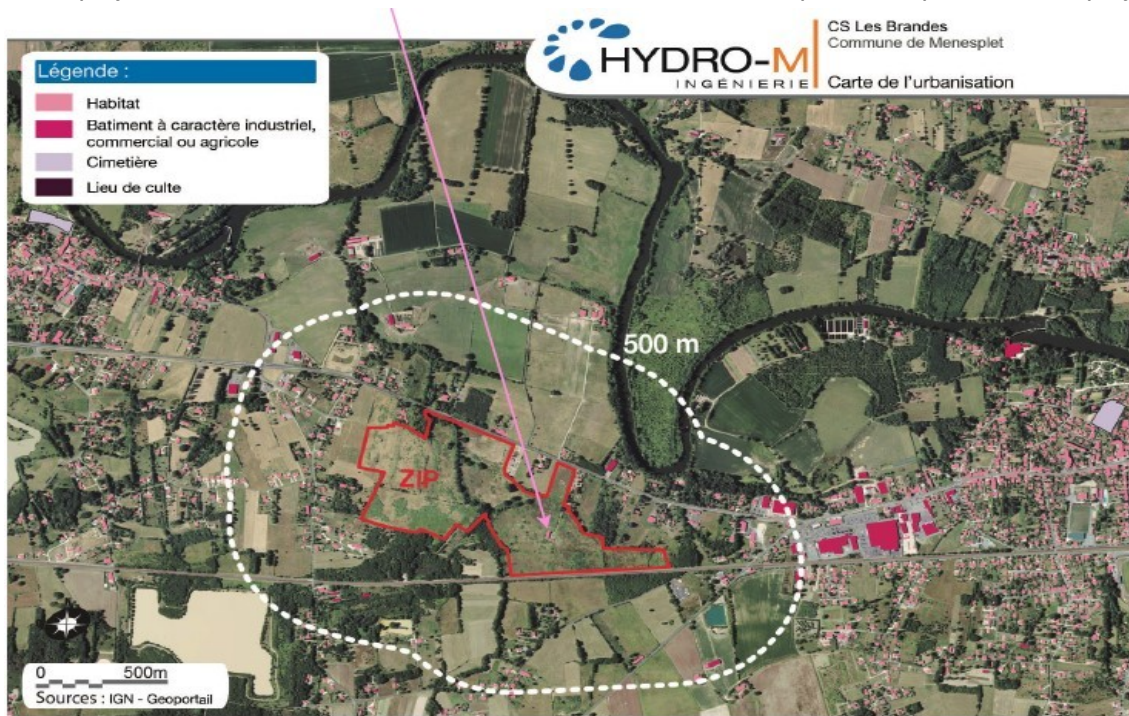 HYDRO-M
INGÉNIERIE
CS Les Brandes
Commune de Menesplet
Carte de l'urbanisation
Légende :
Habitat
Batiment à caractère industriel,
commercial ou agricole
Cimetière
Lieu de culte
500 m
ZIP
0 500m
Sources : IGN - Geoportail